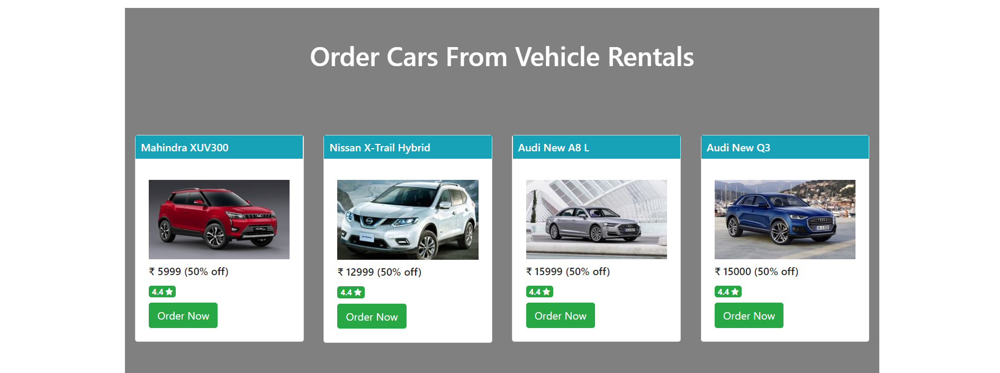 Order Cars From Vehicle Rentals
Mahindra XUV300
₹ 5999 (50% off)
4.4
Order Now
Nissan X-Trail Hybrid
X-TRAIL
₹ 12999 (50% off)
4.4
Order Now
Audi New A8 L
₹ 15999 (50% off)
4.4
Order Now
Audi New Q3
₹ 15000 (50% off)
4.4
Order Now